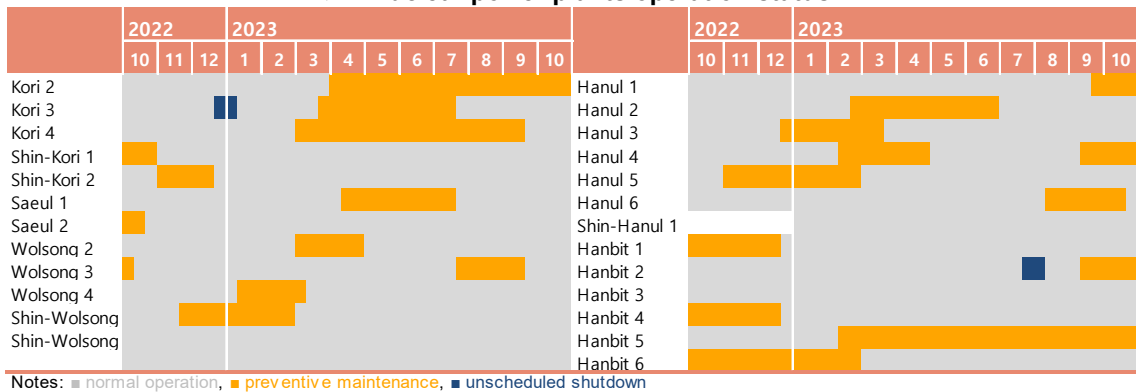 2022 2023 2022 2023
10 11 12 1 2 3 4 5 6 7 8 9 10 10 11 12 1 2 3 4 5 6 7 8 9 10
Kori 2 Hanul 1
Kori 3 Hanul 2
Kori 4 Hanul 3
Shin-Kori 1 Hanul 4
Shin-Kori 2 Hanul 5
Saeul 1 Hanul 6
Saeul 2 Shin-Hanul 1
Wolsong 2 Hanbit 1
Wolsong 3 Hanbit 2
Wolsong 4 Hanbit 3
Shin-Wolsong Hanbit 4
Shin-Wolsong Hanbit 5
Hanbit 6
Notes: ■ normal operation, ■ preventive maintenance, ■ unscheduled shutdown